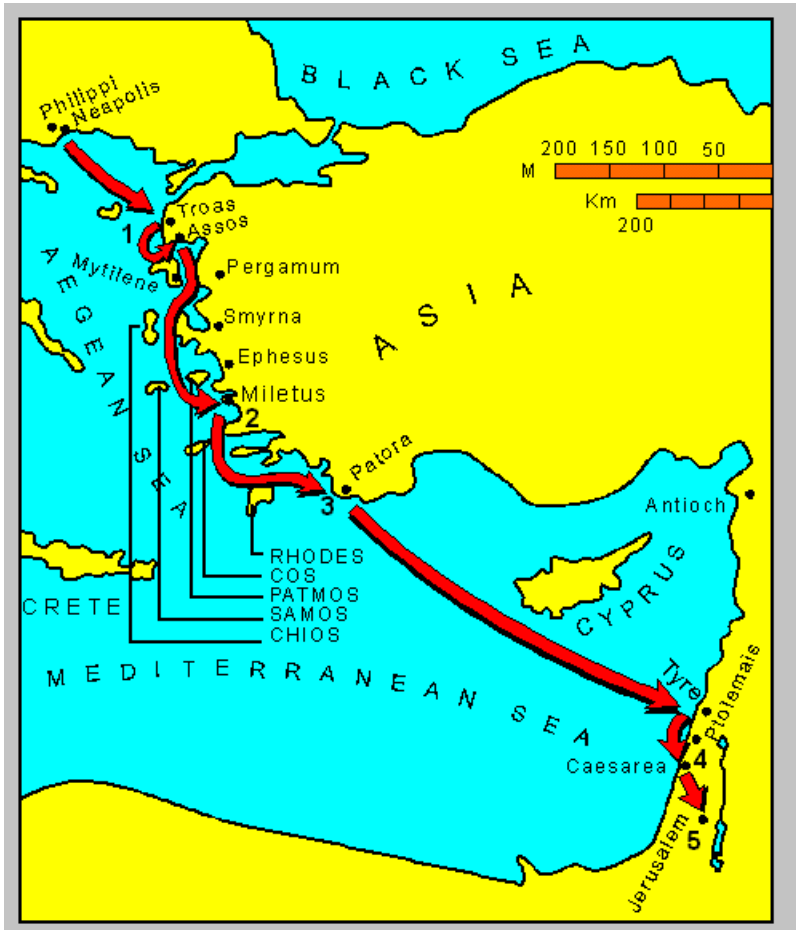 BLACK SEA
Philippi
Neapolis
200 150 100 50
M
Km
200
Troas
1
Assos
AEGEAN SEA
Mytilene
Pergamum
ASIA
Smyrna
Ephesus
Miletus
2
Patora
3
Antioch
RHODES
COS
PATMOS
SAMOS
CHIOS
CRETE
CYPRUS
MEDITERRANEAN SEA
Tyre
Ptolemais
4
Caesarea
Jerusalem
5